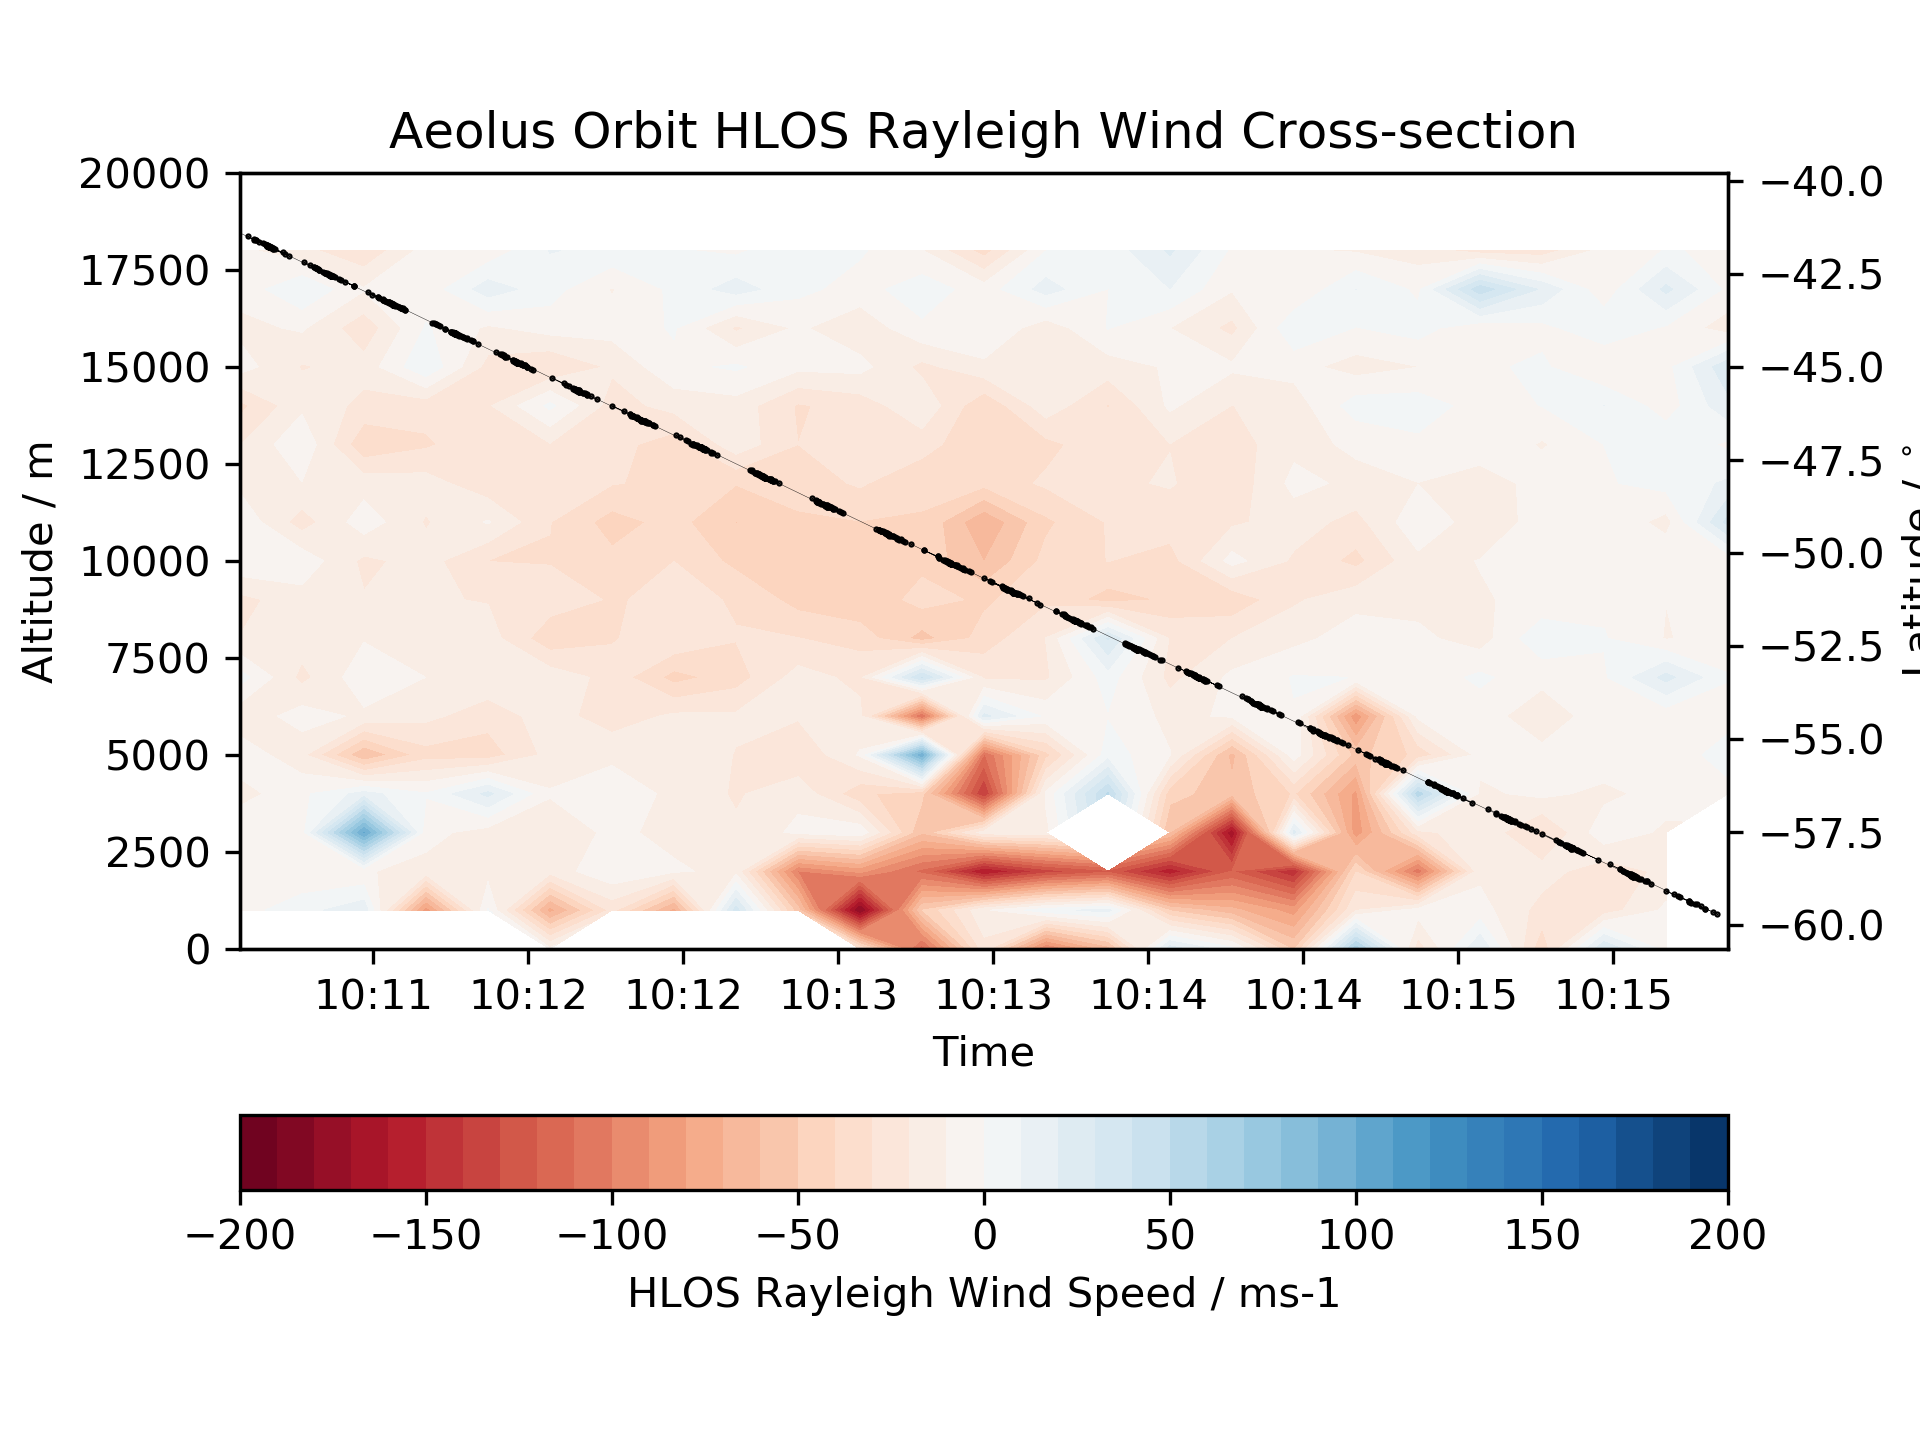 Aeolus Orbit HLOS Rayleigh Wind Cross-section
20000
17500
15000
12500
10000
7500
5000
2500
0
Altitude / m
−40.0
−42.5
−45.0
−47.5
−50.0
−52.5
−55.0
−57.5
−60.0
Latitude / °
10:11 10:12 10:12 10:13 10:13 10:14 10:14 10:15 10:15
Time
−200 −150 −100 −50 0 50 100 150 200
HLOS Rayleigh Wind Speed / ms-1